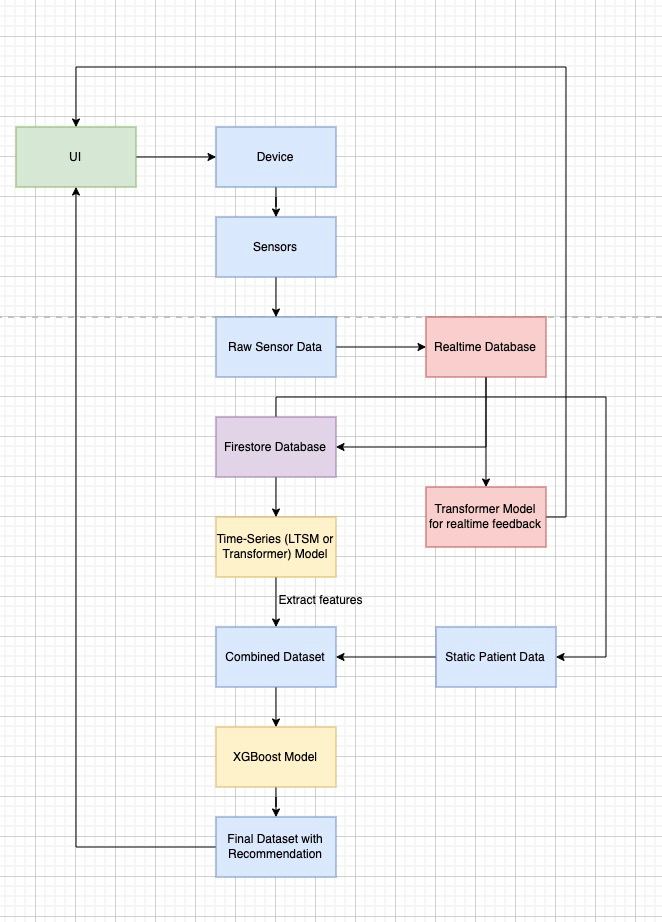 UI
Device
Sensors
Raw Sensor Data
Realtime Database
Firestore Database
Transformer Model
for realtime feedback
Time-Series (LTSM or
Transformer) Model
Extract features
Combined Dataset
Static Patient Data
XGBoost Model
Final Dataset with
Recommendation